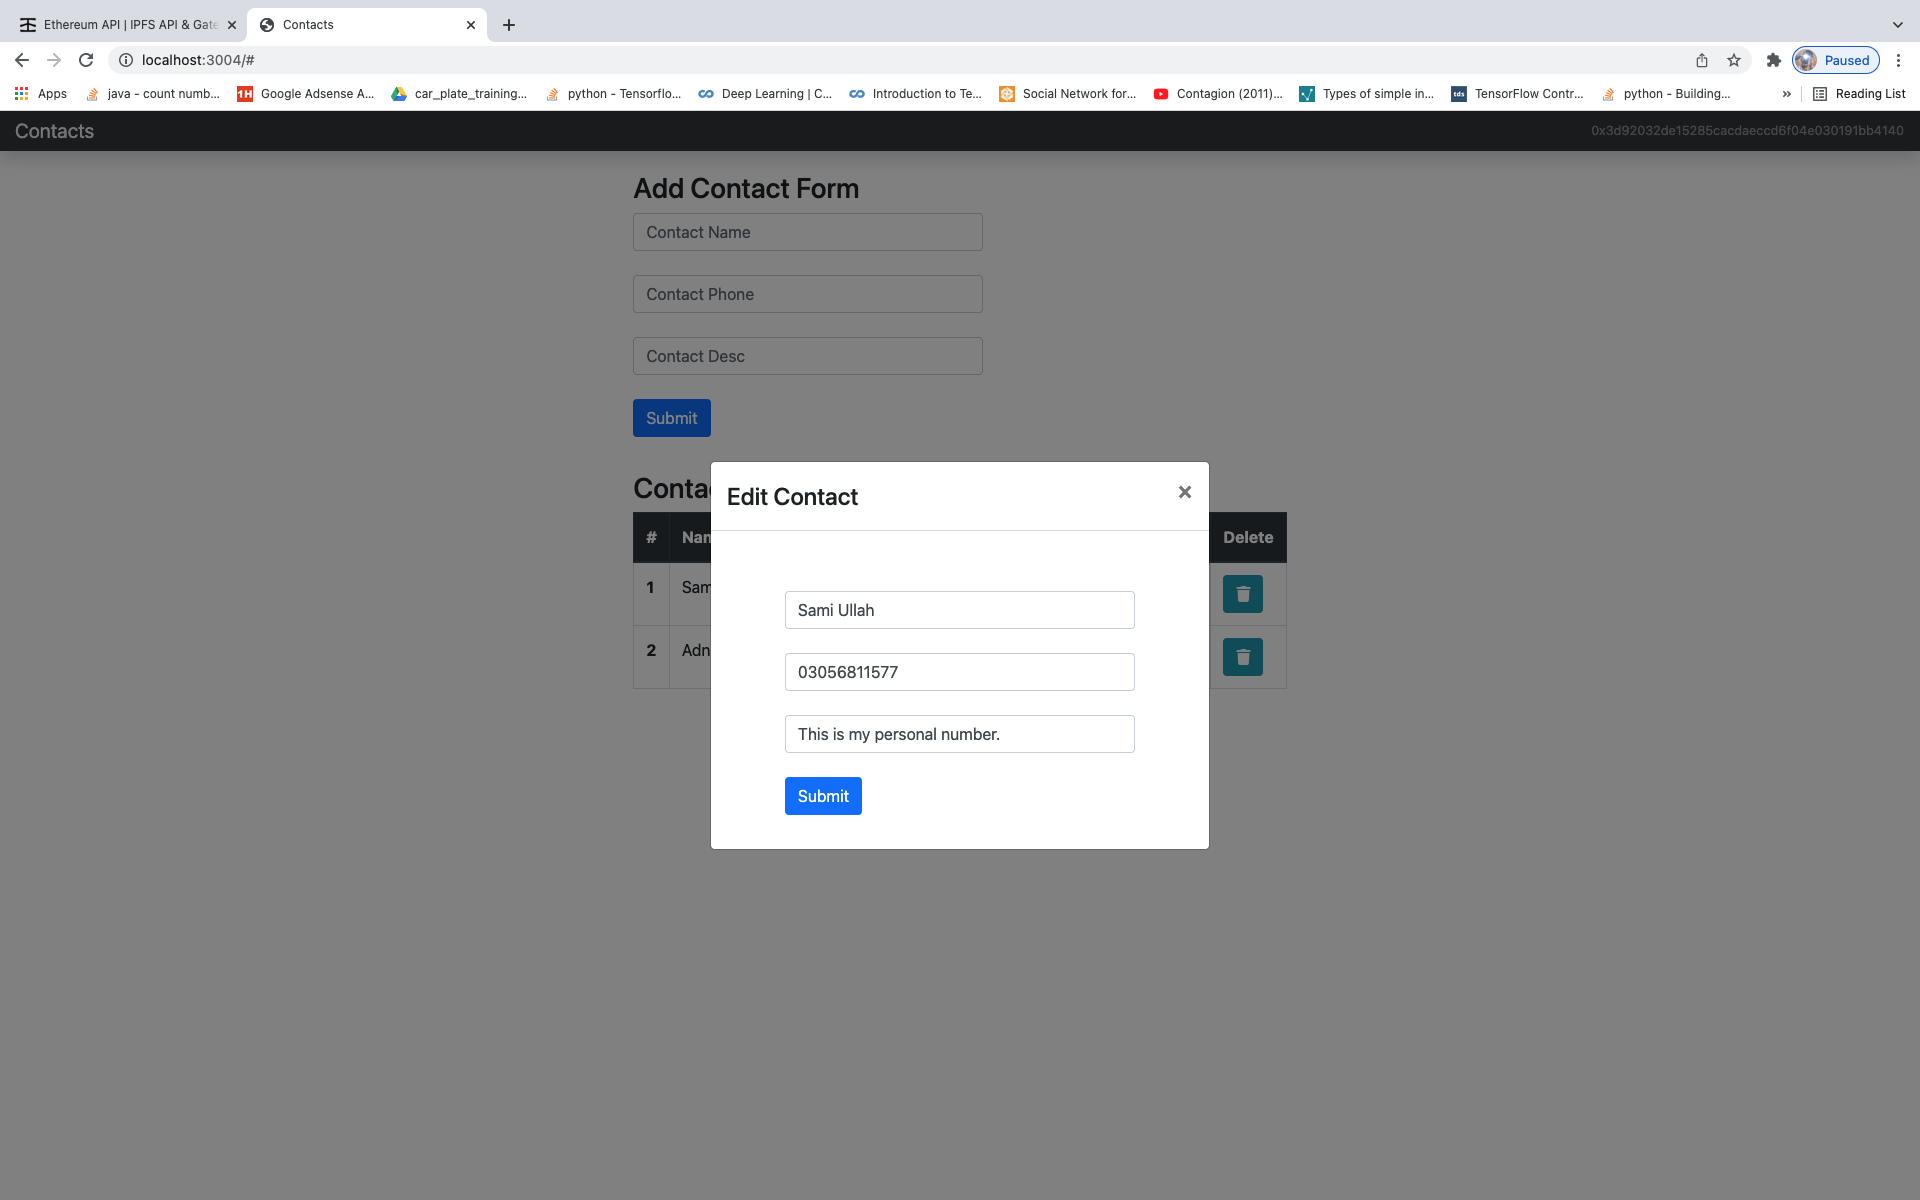 Ethereum API | IPFS API & Gate
Contacts
localhost:3004/#
Paused
Apps
java - count numb...
Google Adsense A...
car_plate_training...
python - Tensorflo...
Deep Learning | C...
Introduction to Te...
Social Network for...
Contagion (2011)...
Types of simple in...
tds
TensorFlow Contr...
python - Building...
»
Reading List
Contacts
0x3d92032de15285cacdaeccd6f04e030191bb4140
Add Contact Form
Contact Name
Contact Phone
Contact Desc
Submit
Conta
Edit Contact
# Nan Delete
1 Sam
2 Adn
Sami Ullah
03056811577
This is my personal number.
Submit